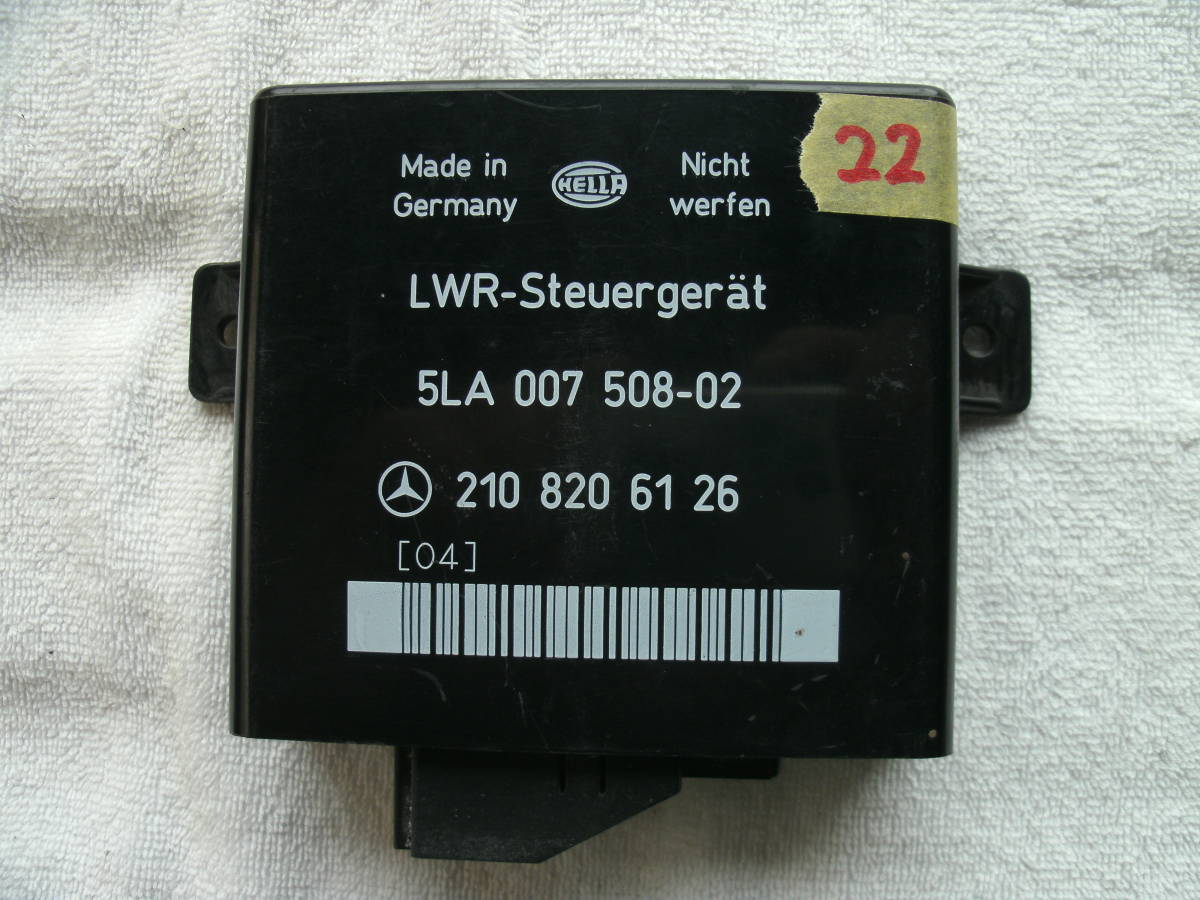 Made in
Germany
HELLA
Nicht
werfen
22
LWR-Steuergerät
5LA 007 508-02
210 820 61 26
[04]